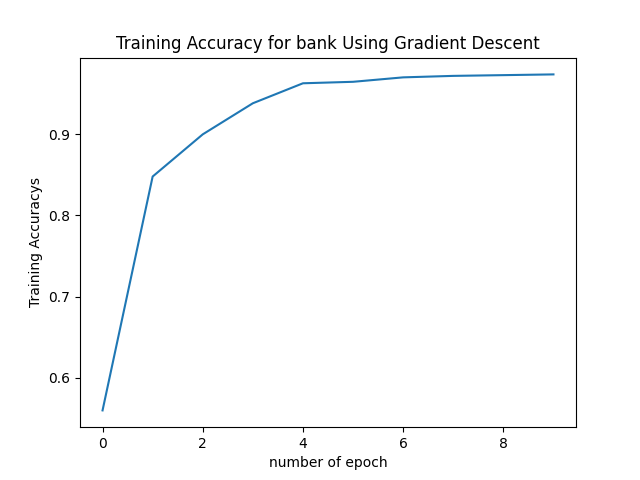 Training Accuracy for bank Using Gradient Descent
Training Accuracys
0.9
0.8
0.7
0.6
0 2 4 6 8
number of epoch